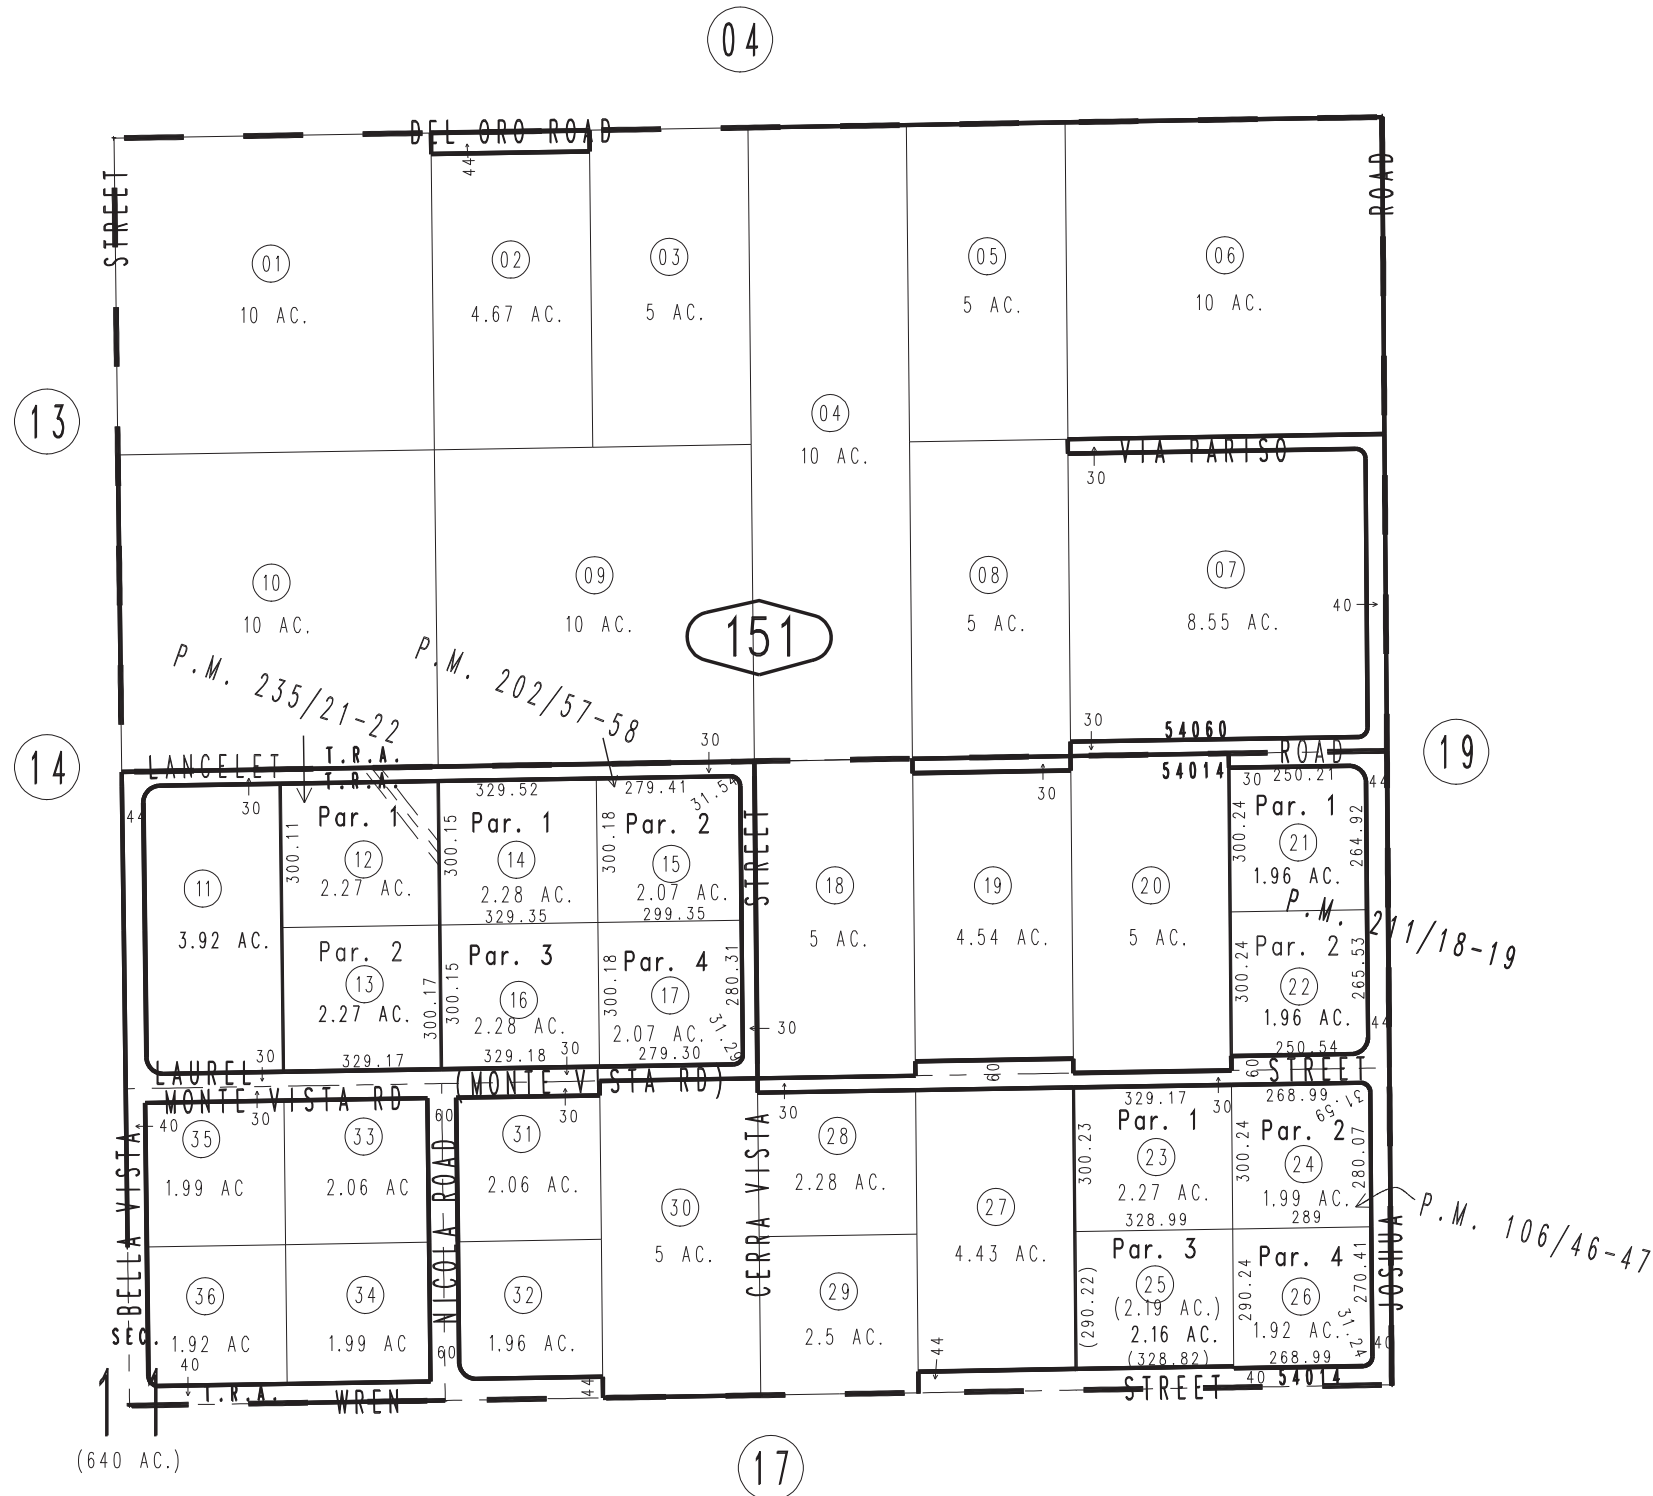 04
DEL ORO ROAD
44
STREET
ROAD
01
10 AC.
02
4.67 AC.
03
5 AC.
05
5 AC.
06
10 AC.
13
04
10 AC.
VIA PARISO
30
10
10 AC.
09
10 AC.
08
5 AC.
07
8.55 AC.
40
151
P.M. 235/21-22
P.M. 202/57-58
14
19
LANCELET
T.R.A.
T.R.A.
30
30
30
54060
54014
ROAD
30
44
44
30
250.21
44
11
3.92 AC.
300.11
Par. 1
12
2.27 AC.
Par. 2
13
2.27 AC.
300.17
329.17
329.52
300.15
Par. 1
14
2.28 AC.
329.35
279.41
31.54
300.18
Par. 2
15
2.07 AC.
299.35
300.15
Par. 3
16
2.28 AC.
329.18
300.18
Par. 4
17
2.07 AC.
280.31
31.29
279.30
STREET
30
18
5 AC.
19
4.54 AC.
20
5 AC.
300.24
Par. 1
21
1.96 AC.
264.92
P.M. 211/18-19
300.24
Par. 2
22
1.96 AC.
265.53
250.54
LAUREL
30
(MONTE VISTA RD)
30
60
60
STREET
MONTE VISTA RD
30
40
60
30
30
30
35
1.99 AC
33
2.06 AC
31
2.06 AC.
30
5 AC.
28
2.28 AC.
27
4.43 AC.
329.17
Par. 1
300.23
23
2.27 AC.
328.99
268.99
31.59
300.24
Par. 2
24
1.99 AC.
280.07
289
P.M. 106/46-47
BELLA VISTA
NICOLA ROAD
CERRA VISTA
JOSHUA
36
1.92 AC
34
1.99 AC
32
1.96 AC.
29
2.5 AC.
Par. 3
25
(290.22)
(2.19 AC.)
2.16 AC.
(328.82)
Par. 4
290.24
26
1.92 AC.
270.41
31.24
268.99
40
SEC.
11
(640 AC.)
40
60
44
44
T.R.A.
WREN
STREET
40
54014
17